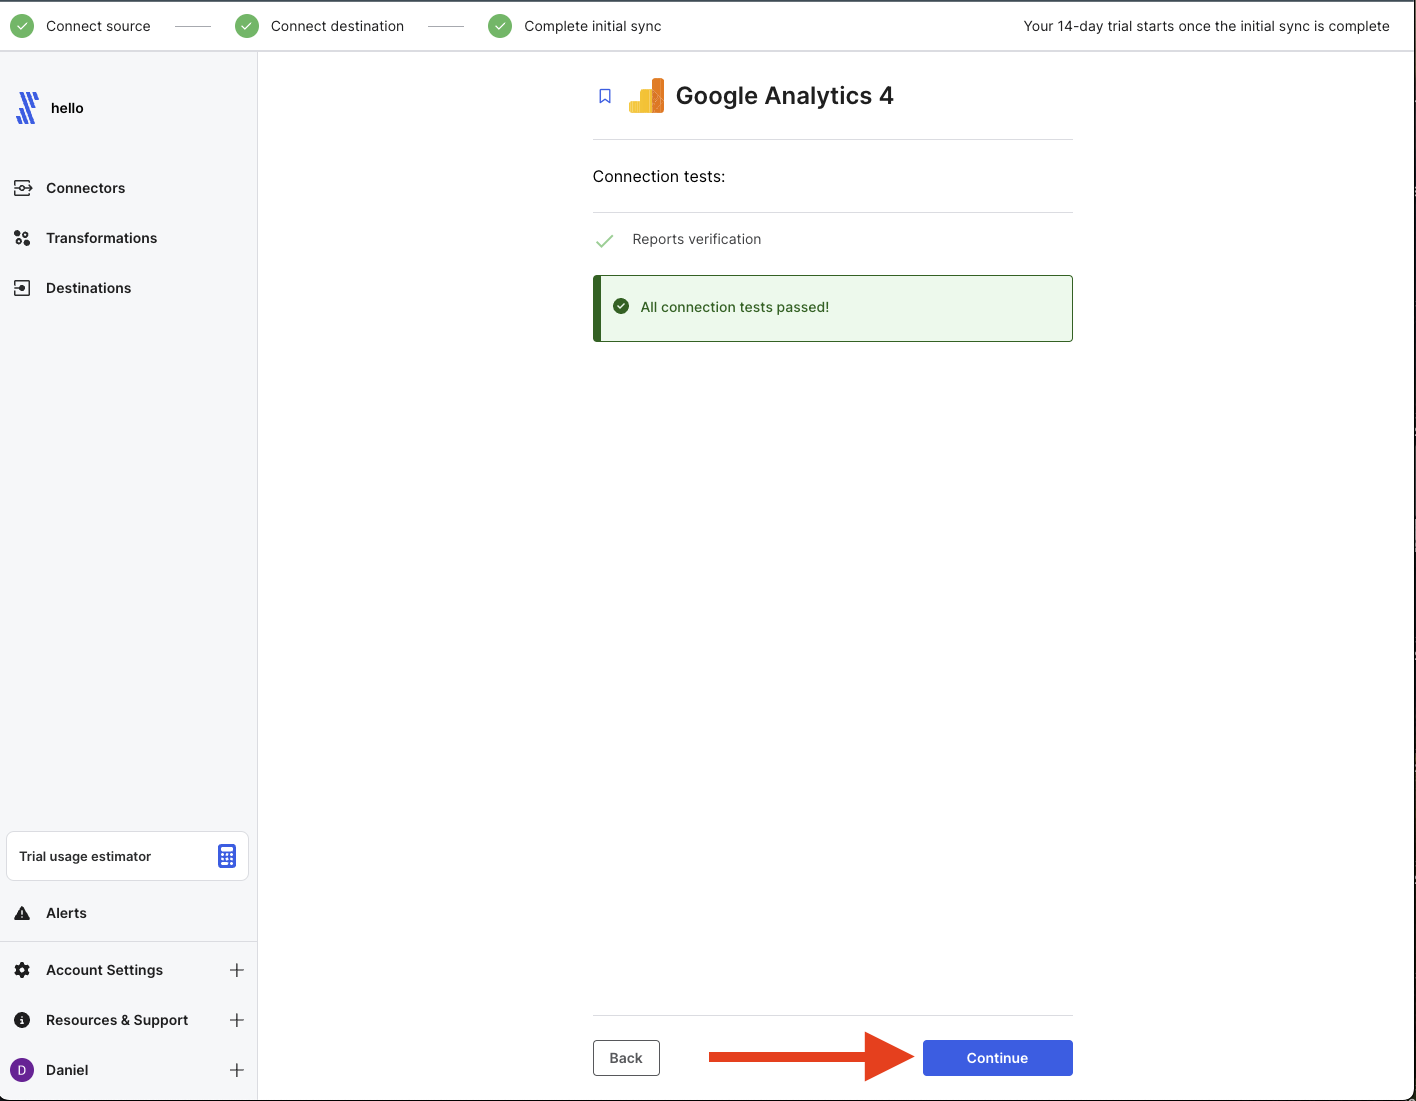 Connect source
Connect destination
Complete initial sync
Your 14-day trial starts once the initial sync is complete
hello
Connectors
Transformations
Destinations
Trial usage estimator
Alerts
Account Settings
Resources & Support
D
Daniel
Google Analytics 4
Connection tests:
Reports verification
All connection tests passed!
Back
Continue